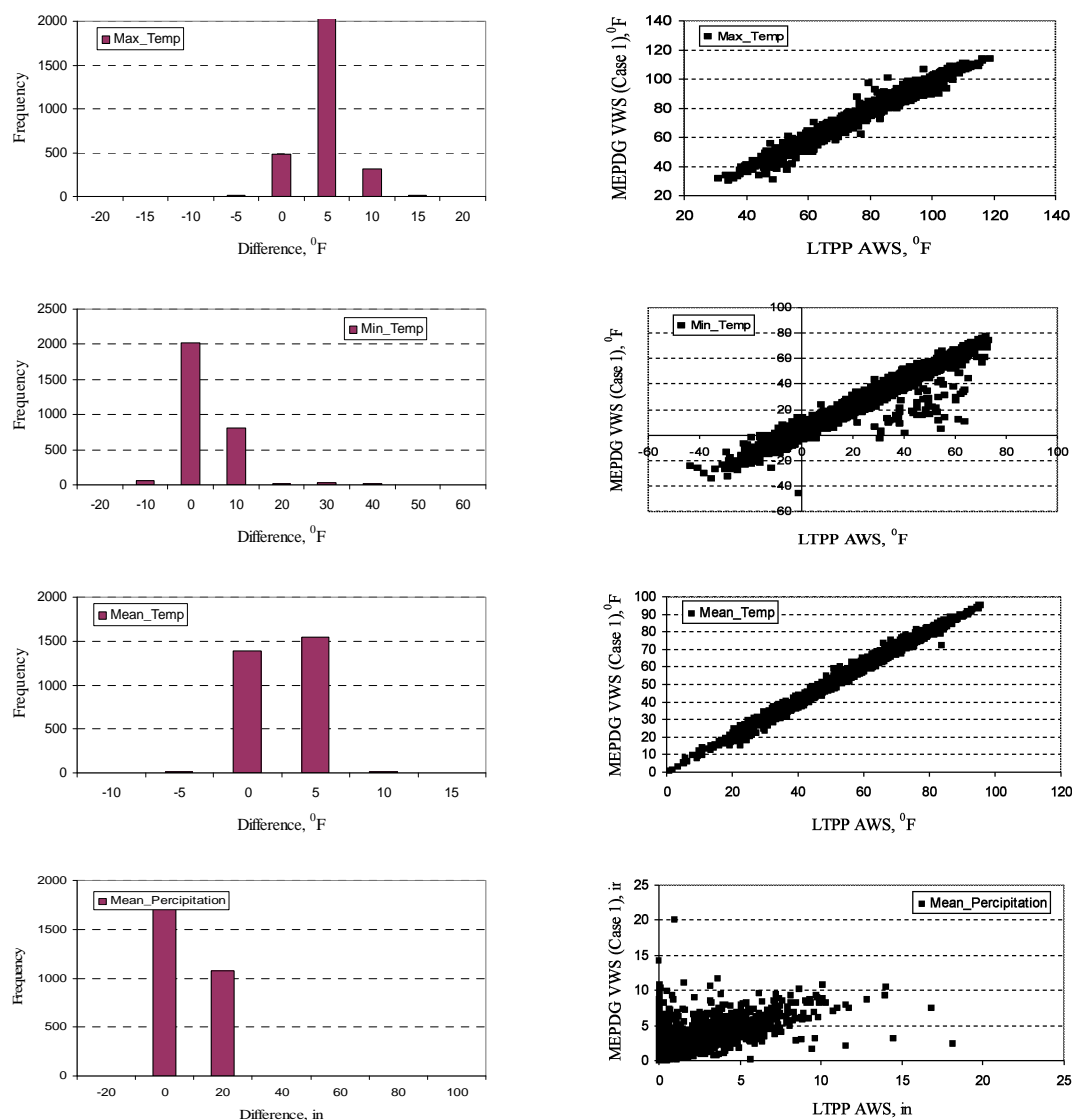 2000
1500
1000
500
0
Frequency
Max_Temp
-20 -15 -10 -5 0 5 10 15 20
Difference, ⁰F
140
120
100
80
60
40
20
MEPDG VWS (Case 1),⁰F
Max_Temp
20 40 60 80 100 120 140
LTPP AWS, ⁰F
2500
2000
1500
1000
500
0
Frequency
Min_Temp
-20 -10 0 10 20 30 40 50 60
Difference, ⁰F
100
80
60
40
20
0
-20
-40
-60
MEPDG VWS (Case 1), ⁰F
Min_Temp
-60 -40 -20 0 20 40 60 80 100
LTPP AWS, ⁰F
2000
1500
1000
500
0
Frequency
Mean_Temp
-10 -5 0 5 10 15
Difference, ⁰F
100
90
80
70
60
50
40
30
20
10
0
MEPDG VWS (Case 1),⁰F
Mean_Temp
0 20 40 60 80 100 120
LTPP AWS, ⁰F
2000
1500
1000
500
0
Frequency
Mean_Percipitation
-20 0 20 40 60 80 100
Difference, in
25
20
15
10
5
0
MEPDG VWS (Case 1), ir
Mean_Percipitation
0 5 10 15 20 25
LTPP AWS, in